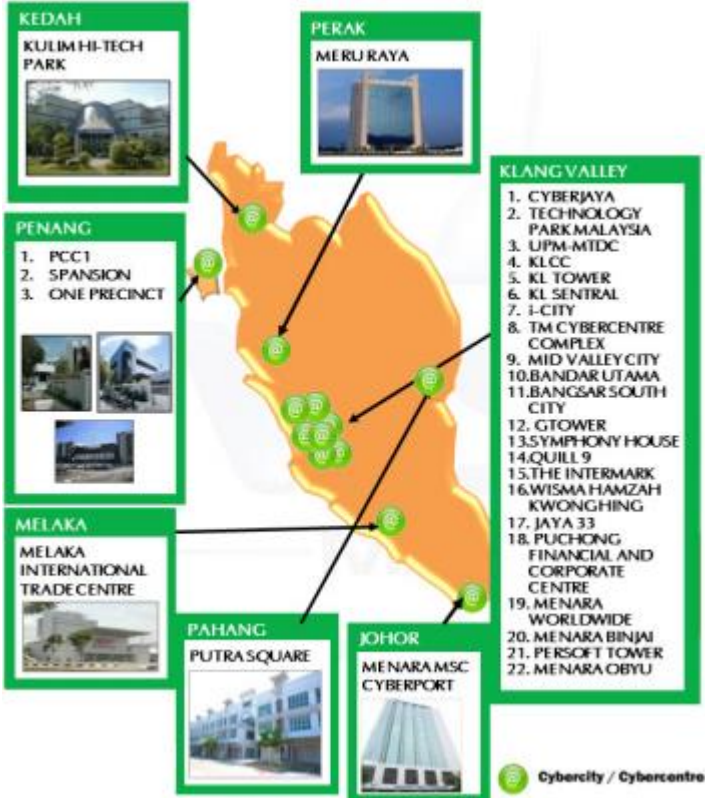 KEDAH
KULIM HI-TECH
PARK
PERAK
MERU RAYA
PENANG
1. PCC1
2. SPANSION
3. ONE PRECINCT
KLANG VALLEY
1. CYBERJAYA
2. TECHNOLOGY
PARK MALAYSIA
3. UPM-MTDC
4. KLCC
5. KL TOWER
6. KL SENTRAL
7. i-CITY
8. TM CYBERCENTRE
COMPLEX
9. MID VALLEY CITY
10. BANDAR UTAMA
11. BANGSAR SOUTH
CITY
12. GTOWER
13. SYMPHONY HOUSE
14. QUILL 9
15. THE INTERMARK
16. WISMA HAMZAH
KWONGHING
17. JAYA 33
18. PUCHONG
FINANCIAL AND
CORPORATE
CENTRE
19. MENARA
WORLDWIDE
20. MENARA BINJAI
21. PERSOFT TOWER
22. MENARA OBYU
MELAKA
MELAKA
INTERNATIONAL
TRADE CENTRE
PAHANG
PUTRA SQUARE
JOHOR
MENARA MSC
CYBERPORT
@ Cybercity / Cybercentre